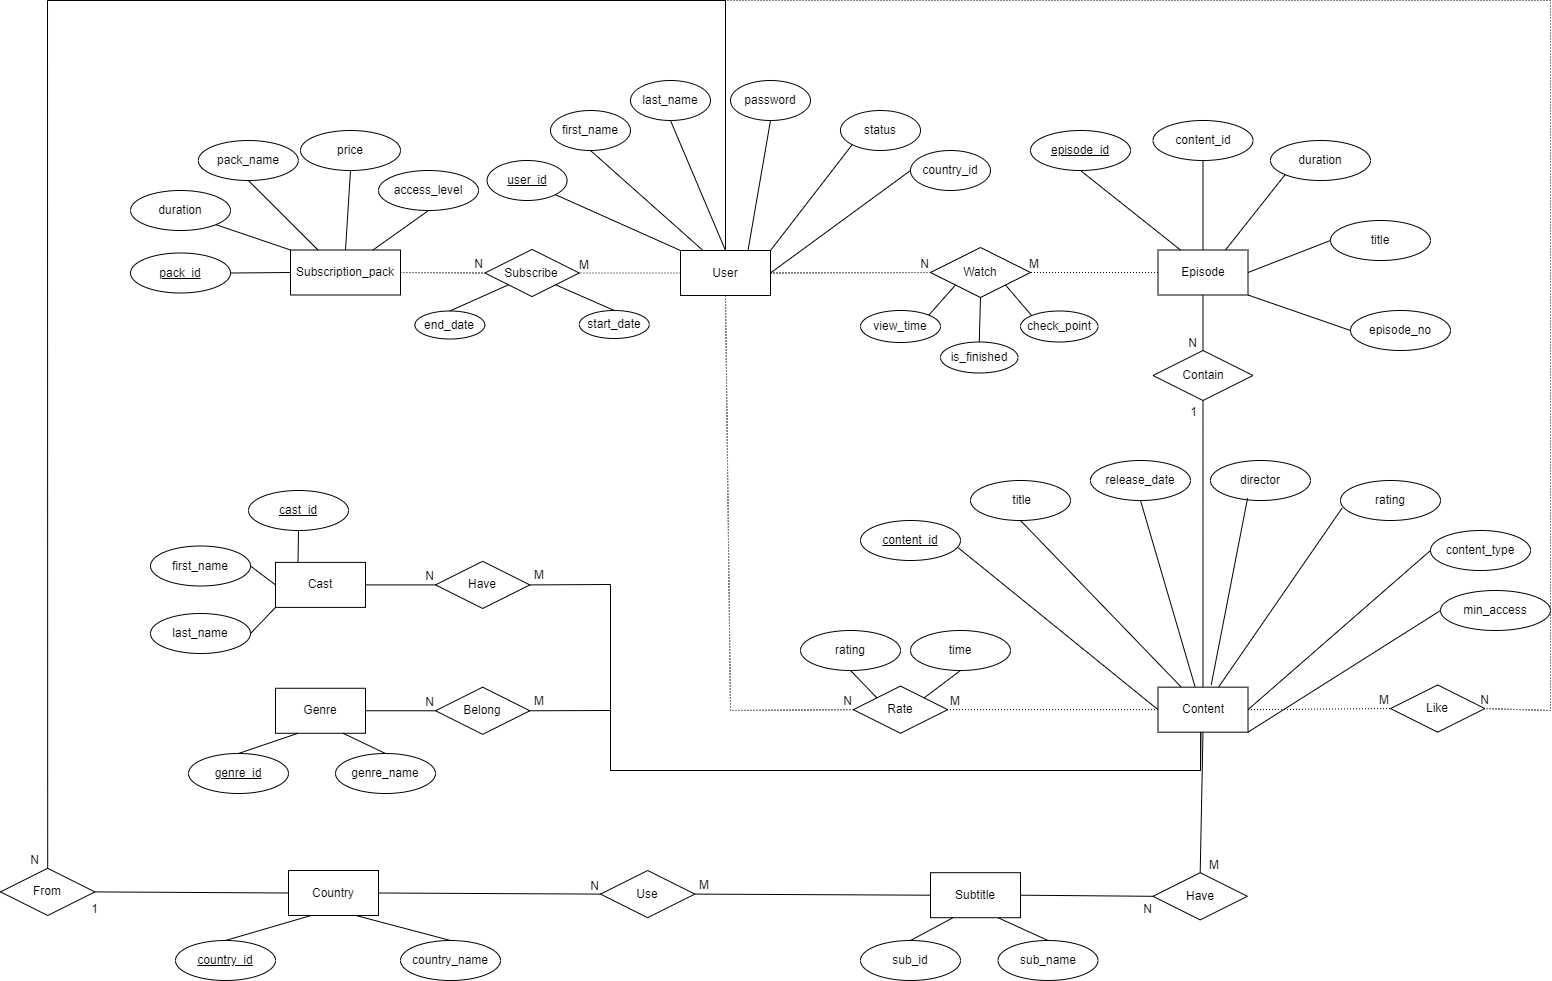 last_name
password
first_name
status
pack_name
price
access_level
user_id
country_id
episode_id
content_id
duration
duration
pack_id
Subscription_pack
N
Subscribe
M
User
N
Watch
M
Episode
title
end_date
start_date
view_time
is_finished
check_point
episode_no
N
Contain
1
title
release_date
director
rating
content_id
content_type
min_access
cast_id
first_name
Cast
last_name
N
Have
M
rating
time
Genre
N
Belong
M
N
Rate
M
Content
M
Like
N
genre_id
genre_name
N
From
1
Country
N
Use
M
Subtitle
N
Have
M
country_id
country_name
sub_id
sub_name